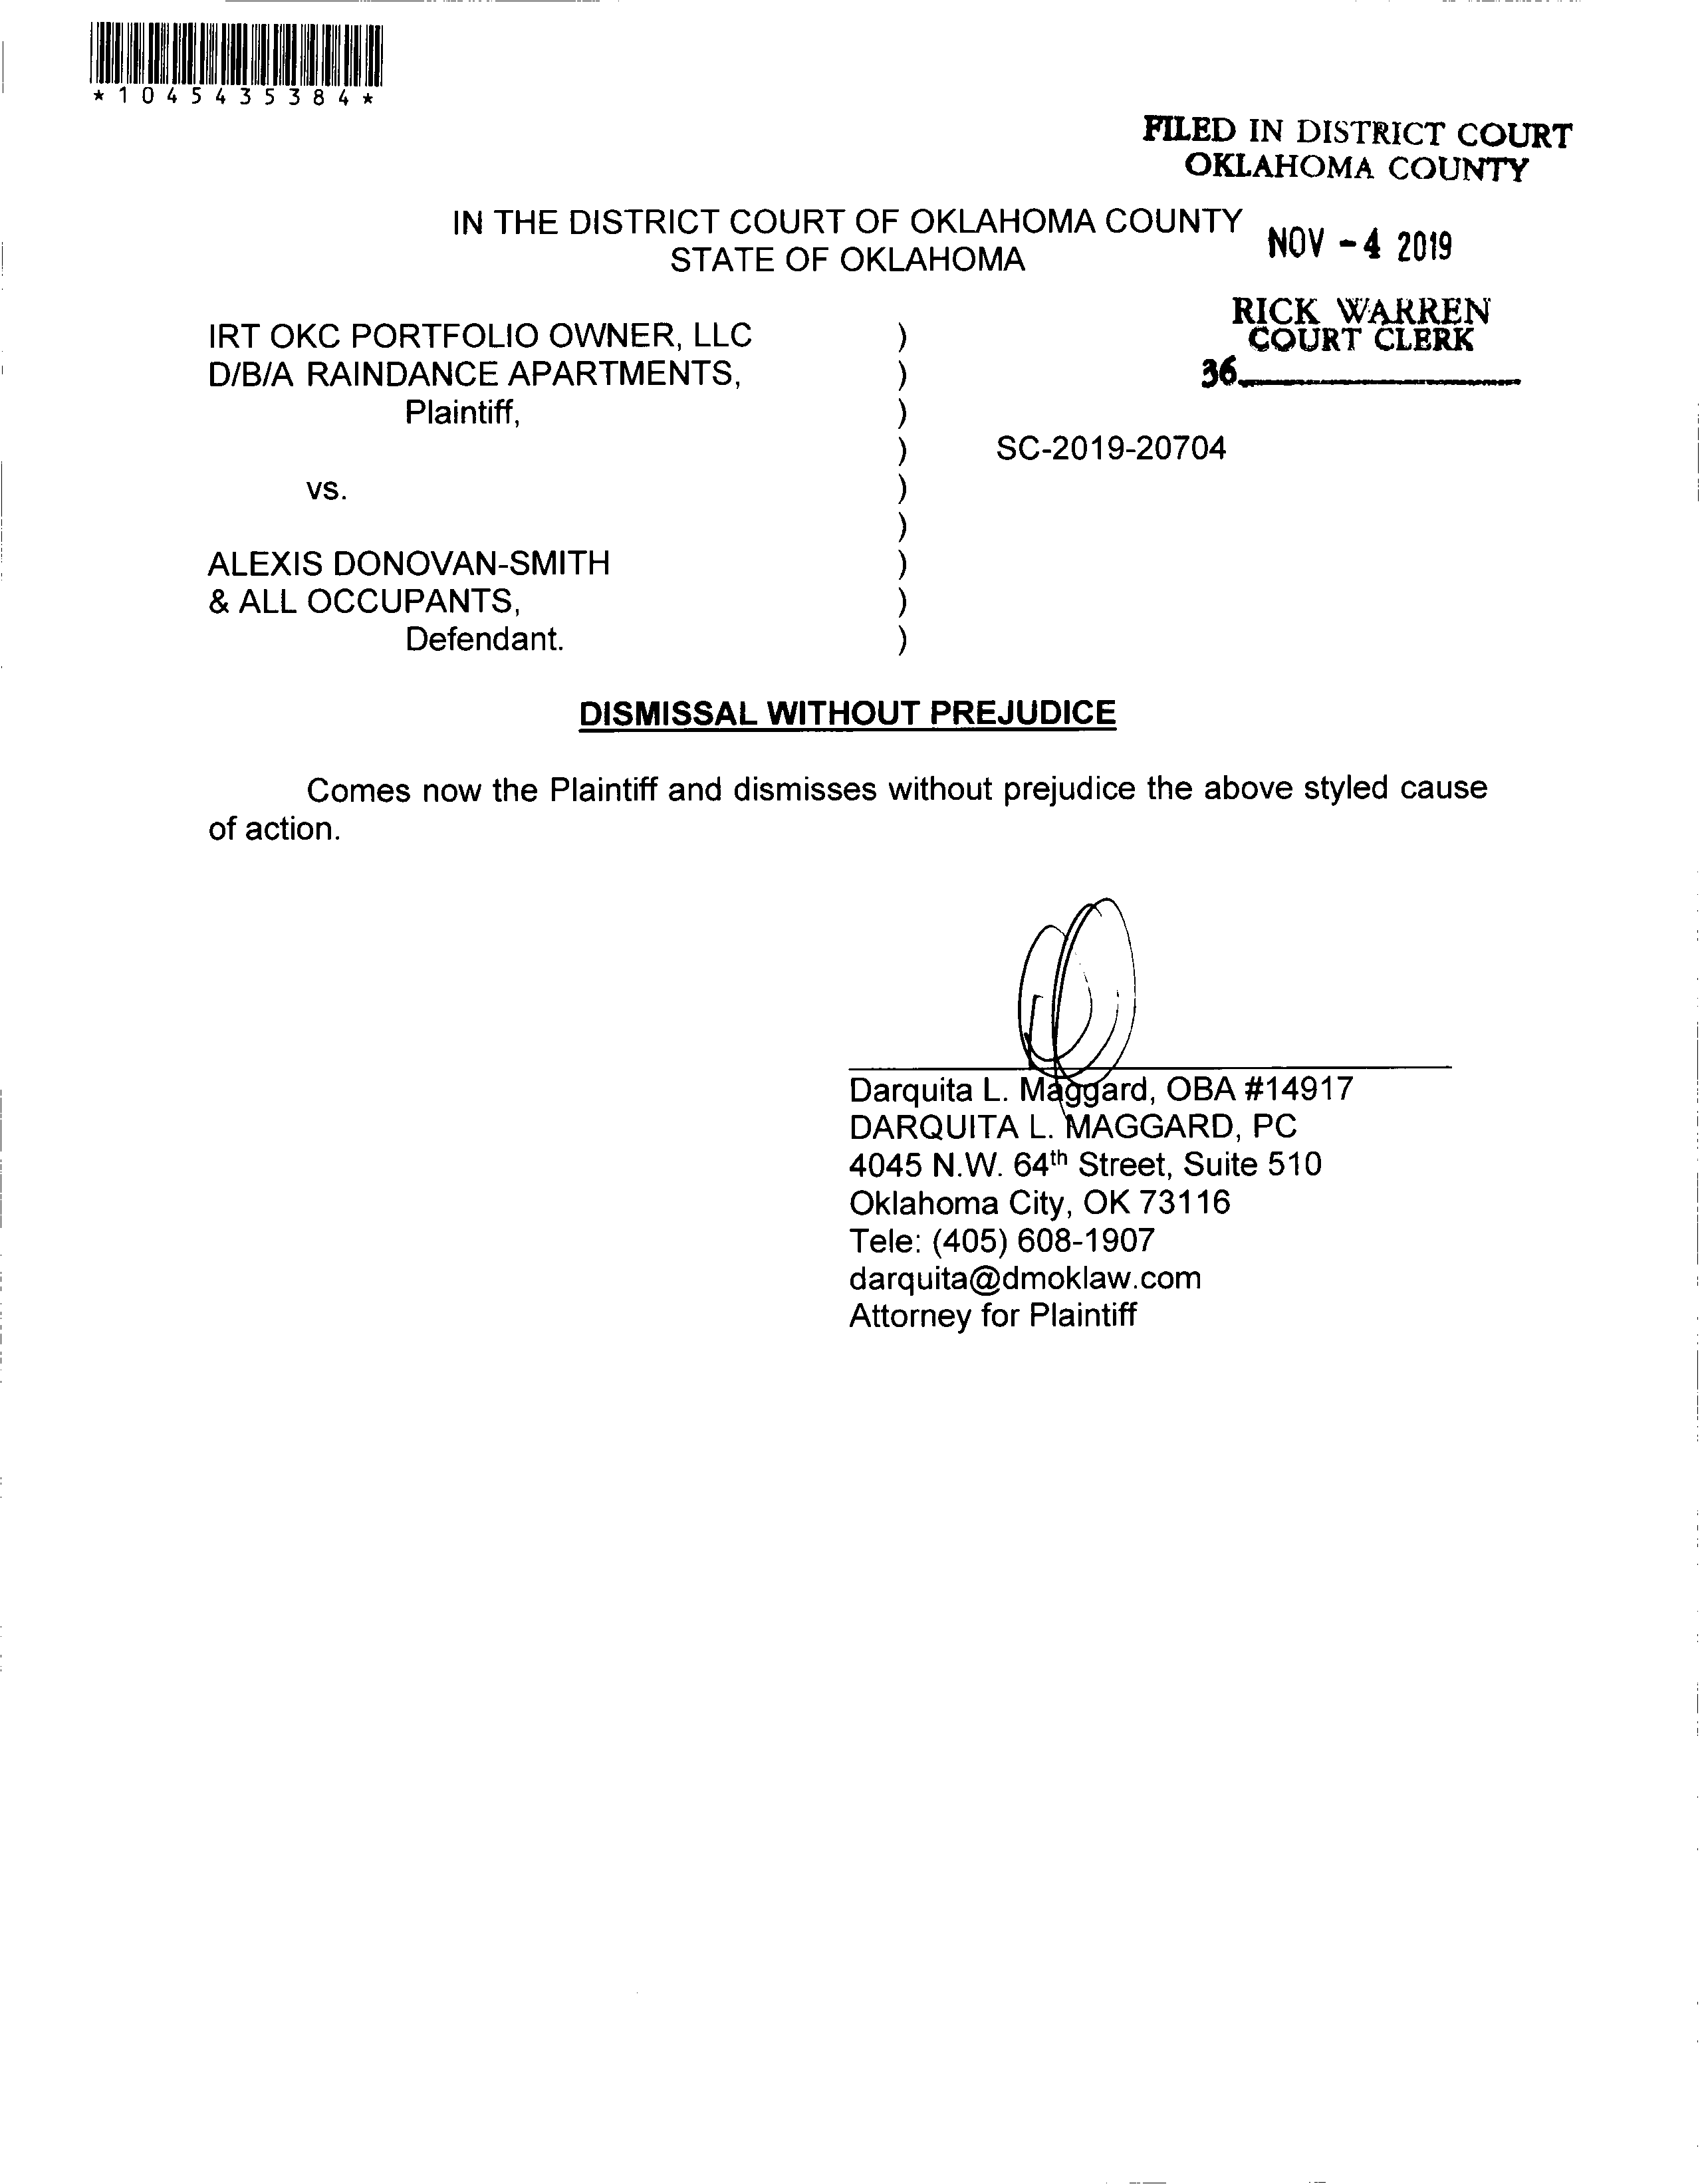 *1045435384*
FILED IN DISTRICT COURT
OKLAHOMA COUNTY
IN THE DISTRICT COURT OF OKLAHOMA COUNTY
STATE OF OKLAHOMA
NOV -4 2019
RICK WARREN
COURT CLERK
36
IRT OKC PORTFOLIO OWNER, LLC )
D/B/A RAINDANCE APARTMENTS, )
Plaintiff, )
) SC-2019-20704
vs. )
)
ALEXIS DONOVAN-SMITH )
& ALL OCCUPANTS, )
Defendant. )
DISMISSAL WITHOUT PREJUDICE
Comes now the Plaintiff and dismisses without prejudice the above styled cause
of action.
Darquita L. Maggard, OBA #14917
DARQUITA L. MAGGARD, PC
4045 N.W. 64th Street, Suite 510
Oklahoma City, OK 73116
Tele: (405) 608-1907
darquita@dmoklaw.com
Attorney for Plaintiff